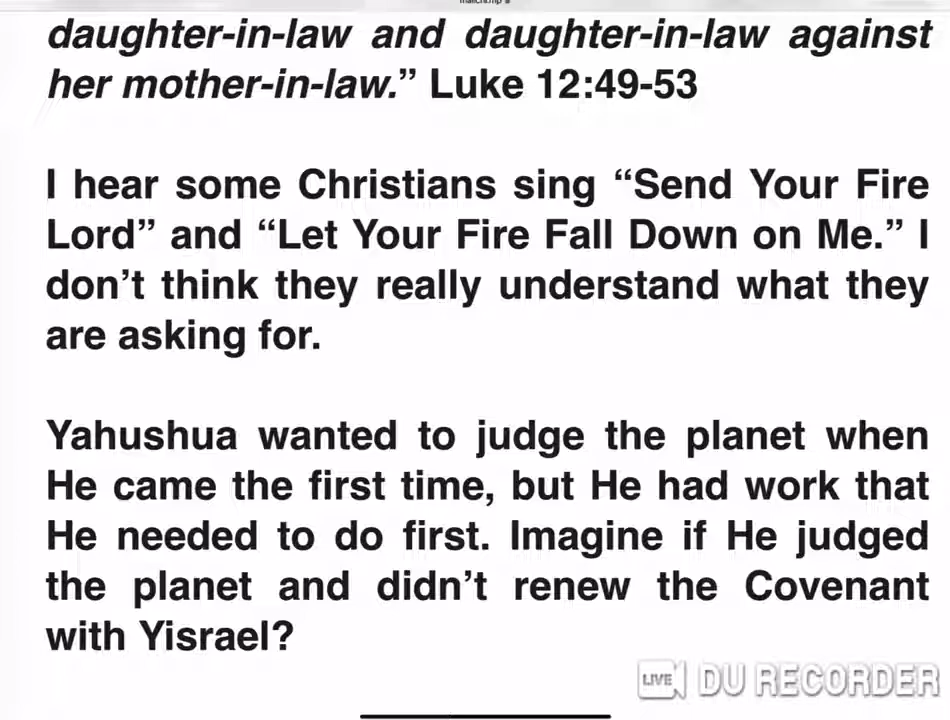 daughter-in-law and daughter-in-law against
her mother-in-law.” Luke 12:49-53
I hear some Christians sing “Send Your Fire
Lord” and “Let Your Fire Fall Down on Me.” I
don’t think they really understand what they
are asking for.
Yahushua wanted to judge the planet when
He came the first time, but He had work that
He needed to do first. Imagine if He judged
the planet and didn’t renew the Covenant
with Yisrael?
LIVE DU RECORDER